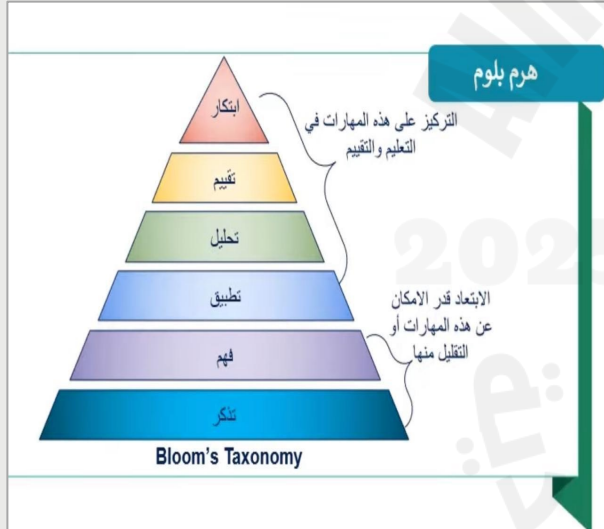 هرم بلوم
ابتكار
التركيز على هذه المهارات في
التعليم والتقييم
تقييم
تحليل
تطبيق
الابتعاد قدر الامكان
عن هذه المهارات أو
التقليل منها
فهم
تذكر
Bloom's Taxonomy
2025